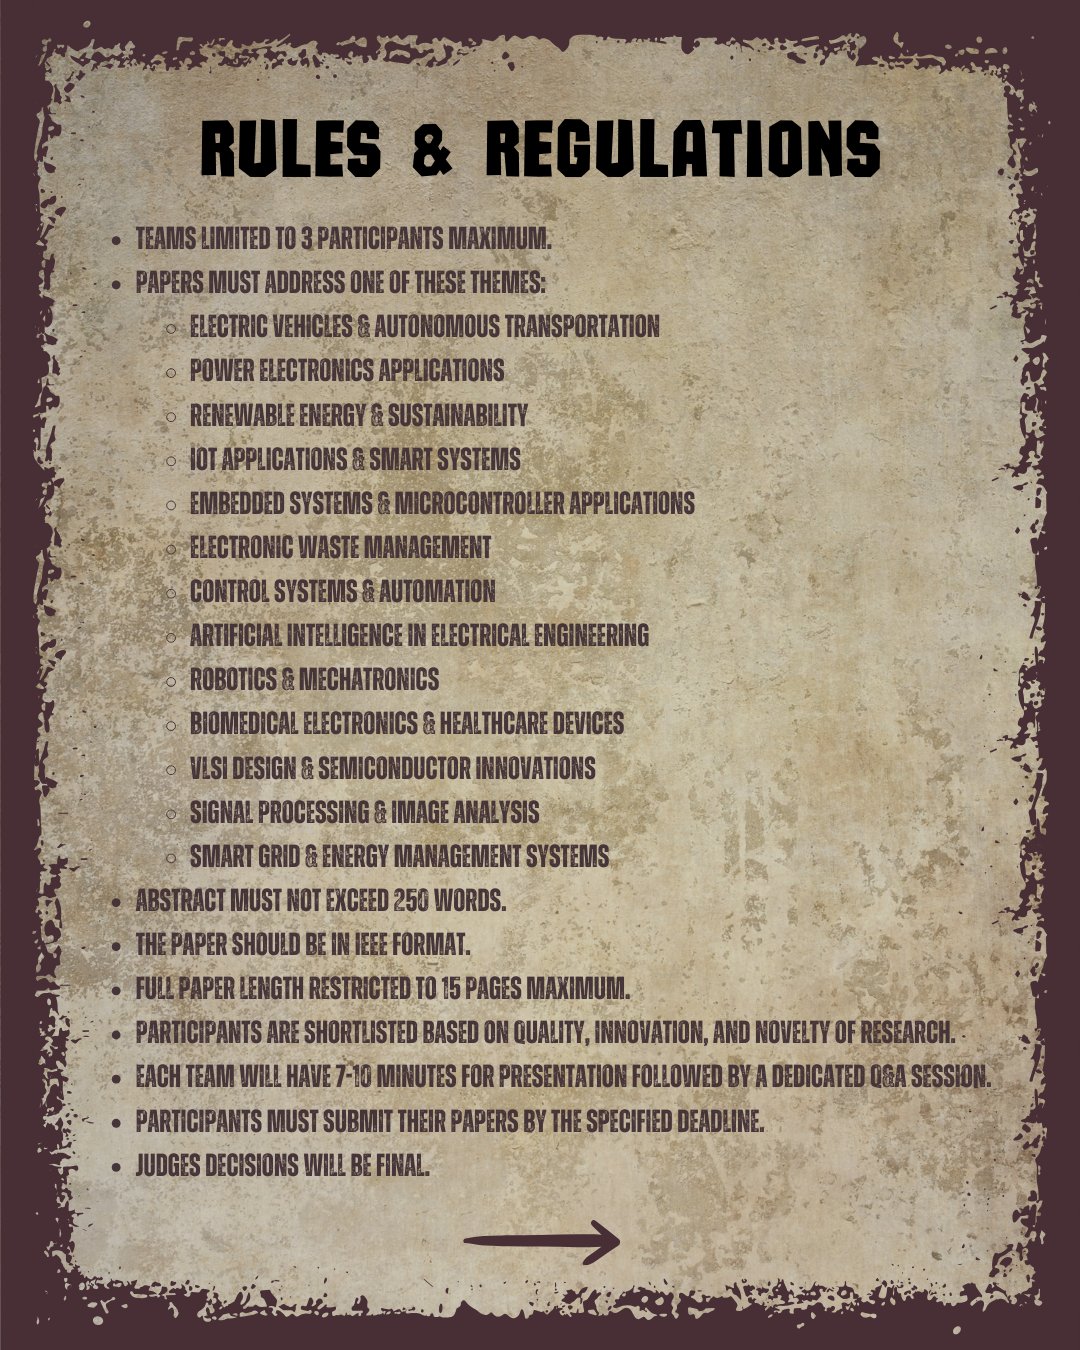 RULES & REGULATIONS
• TEAMS LIMITED TO 3 PARTICIPANTS MAXIMUM.
• PAPERS MUST ADDRESS ONE OF THESE THEMES:
○ ELECTRIC VEHICLES & AUTONOMOUS TRANSPORTATION
○ POWER ELECTRONICS APPLICATIONS
○ RENEWABLE ENERGY & SUSTAINABILITY
○ IOT APPLICATIONS & SMART SYSTEMS
○ EMBEDDED SYSTEMS & MICROCONTROLLER APPLICATIONS
○ ELECTRONIC WASTE MANAGEMENT
○ CONTROL SYSTEMS & AUTOMATION
○ ARTIFICIAL INTELLIGENCE IN ELECTRICAL ENGINEERING
○ ROBOTICS & MECHATRONICS
○ BIOMEDICAL ELECTRONICS & HEALTHCARE DEVICES
○ VLSI DESIGN & SEMICONDUCTOR INNOVATIONS
○ SIGNAL PROCESSING & IMAGE ANALYSIS
○ SMART GRID & ENERGY MANAGEMENT SYSTEMS
• ABSTRACT MUST NOT EXCEED 250 WORDS.
• THE PAPER SHOULD BE IN IEEE FORMAT.
• FULL PAPER LENGTH RESTRICTED TO 15 PAGES MAXIMUM.
• PARTICIPANTS ARE SHORTLISTED BASED ON QUALITY, INNOVATION, AND NOVELTY OF RESEARCH.
• EACH TEAM WILL HAVE 7-10 MINUTES FOR PRESENTATION FOLLOWED BY A DEDICATED Q&A SESSION.
• PARTICIPANTS MUST SUBMIT THEIR PAPERS BY THE SPECIFIED DEADLINE.
• JUDGES DECISIONS WILL BE FINAL.